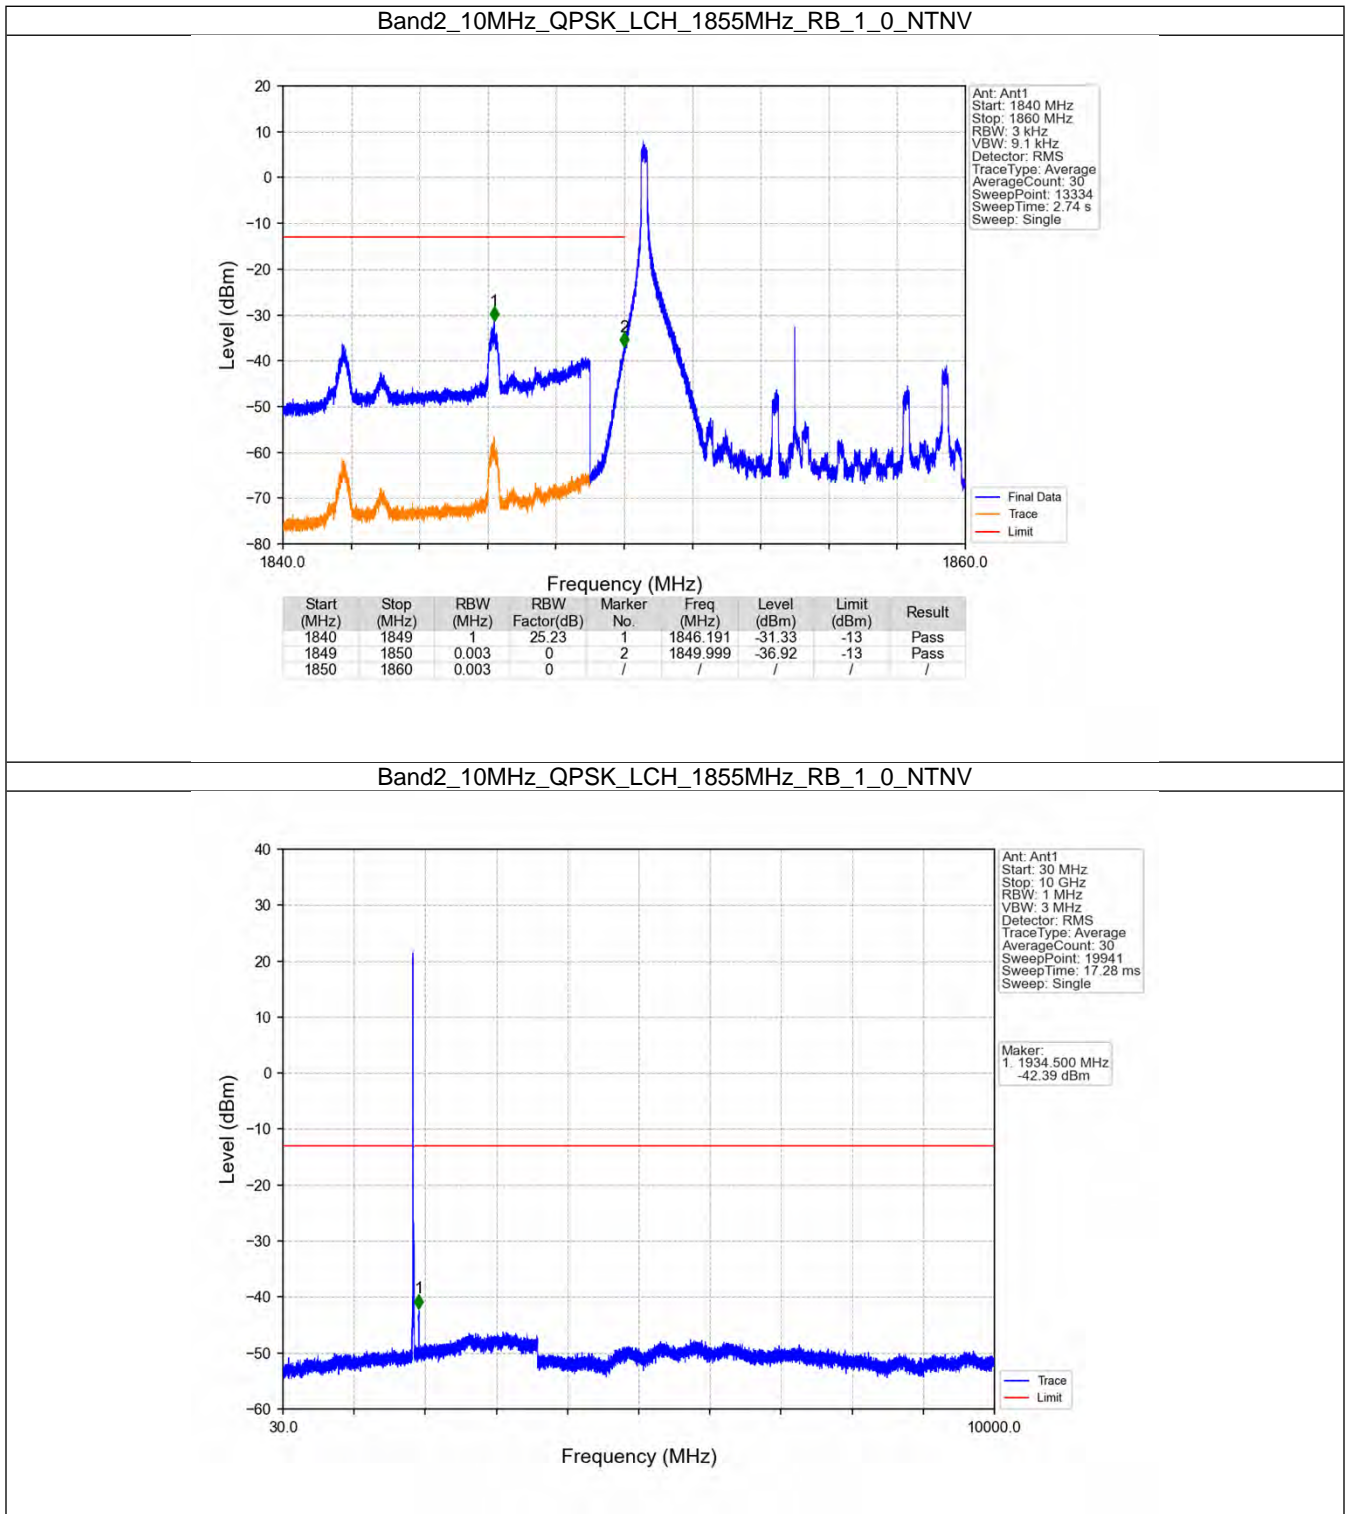 Band2_10MHz_QPSK_LCH_1855MHz_RB_1_0_NTNV
20
10
0
−10
−20
−30
−40
−50
−60
−70
−80
Level (dBm)
1
2
1840.0
1860.0
Frequency (MHz)
Ant: Ant1
Start: 1840 MHz
Stop: 1860 MHz
RBW: 3 kHz
VBW: 9.1 kHz
Detector: RMS
TraceType: Average
AverageCount: 30
SweepPoint: 13334
SweepTime: 2.74 s
Sweep: Single
Final Data
Trace
Limit
Start (MHz) Stop (MHz) RBW (MHz) RBW Factor(dB) Marker No. Freq (MHz) Level (dBm) Limit (dBm) Result
1840 1849 1 25.23 1 1846.191 -31.33 -13 Pass
1849 1850 0.003 0 2 1849.999 -36.92 -13 Pass
1850 1860 0.003 0 / / / / /
Band2_10MHz_QPSK_LCH_1855MHz_RB_1_0_NTNV
40
30
20
10
0
−10
−20
−30
−40
−50
−60
Level (dBm)
1
30.0
10000.0
Frequency (MHz)
Ant: Ant1
Start: 30 MHz
Stop: 10 GHz
RBW: 1 MHz
VBW: 3 MHz
Detector: RMS
TraceType: Average
AverageCount: 30
SweepPoint: 19941
SweepTime: 17.28 ms
Sweep: Single
Maker:
1. 1934.500 MHz
-42.39 dBm
Trace
Limit